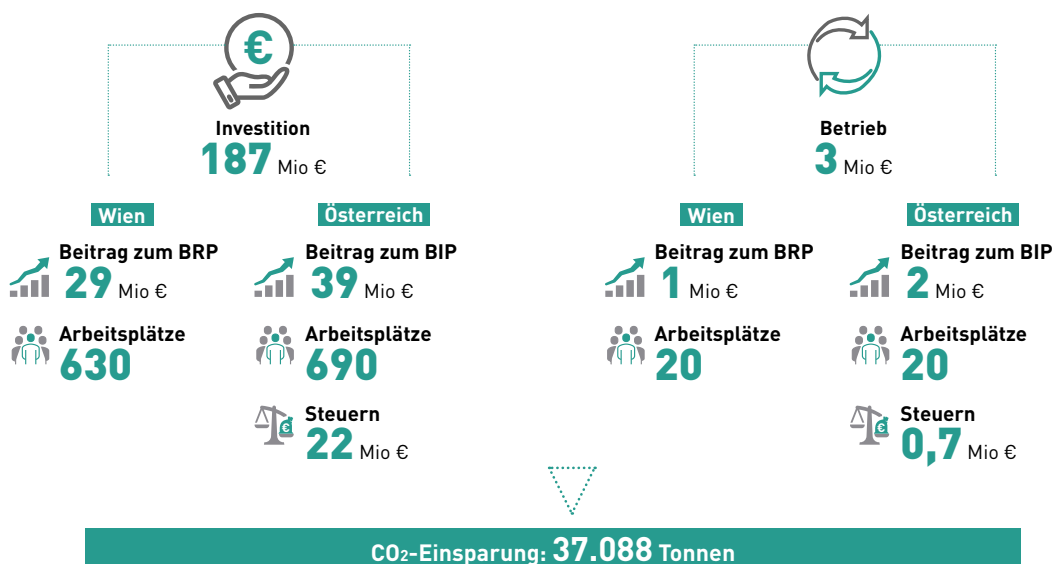 €
Investition
187 Mio €
Wien
Beitrag zum BRP
29 Mio €
Arbeitsplätze
630
Österreich
Beitrag zum BIP
39 Mio €
Arbeitsplätze
690
€
Steuern
22 Mio €
Betrieb
3 Mio €
Wien
Beitrag zum BRP
1 Mio €
Arbeitsplätze
20
Österreich
Beitrag zum BIP
2 Mio €
Arbeitsplätze
20
€
Steuern
0,7 Mio €
CO2-Einsparung: 37.088 Tonnen